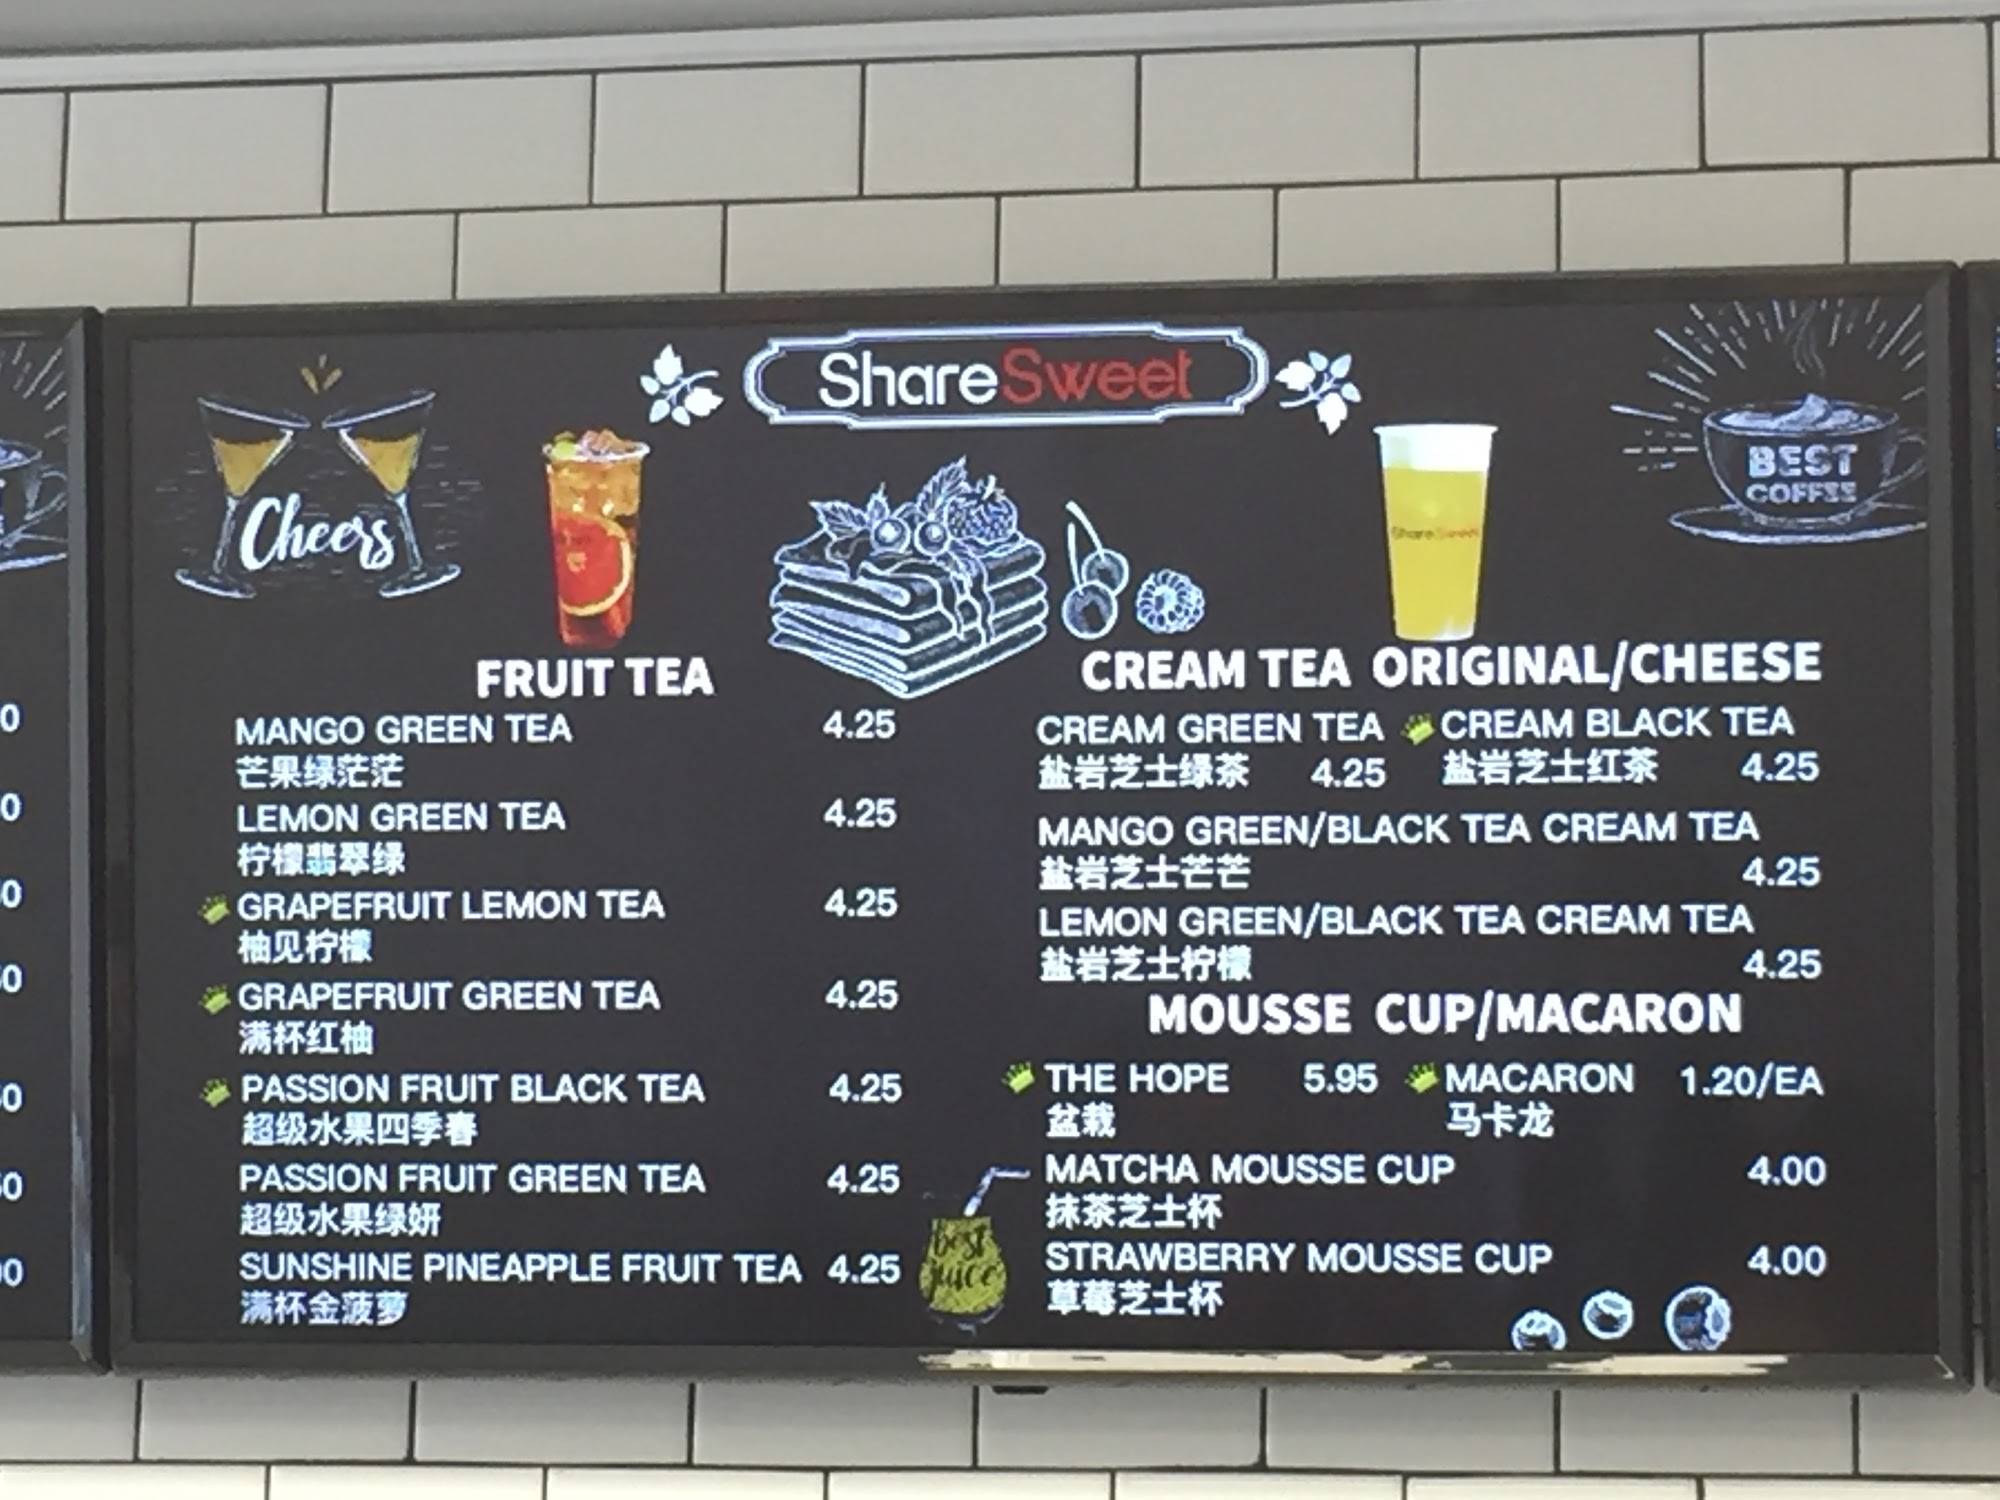 ShareSweet
Cheers
BEST
COFFEE
ShareSweet
FRUIT TEA
MANGO GREEN TEA 4.25
芒果绿茫茫
LEMON GREEN TEA 4.25
柠檬翡翠绿
GRAPEFRUIT LEMON TEA 4.25
柚见柠檬
GRAPEFRUIT GREEN TEA 4.25
满杯红柚
PASSION FRUIT BLACK TEA 4.25
超级水果四季春
PASSION FRUIT GREEN TEA 4.25
超级水果绿妍
SUNSHINE PINEAPPLE FRUIT TEA 4.25
满杯金菠萝
Best
juice
CREAM TEA ORIGINAL/CHEESE
CREAM GREEN TEA CREAM BLACK TEA
盐岩芝士绿茶 4.25 盐岩芝士红茶 4.25
MANGO GREEN/BLACK TEA CREAM TEA
盐岩芝士芒芒 4.25
LEMON GREEN/BLACK TEA CREAM TEA
盐岩芝士柠檬 4.25
MOUSSE CUP/MACARON
THE HOPE 5.95 MACARON 1.20/EA
盆栽 马卡龙
MATCHA MOUSSE CUP 4.00
抹茶芝士杯
STRAWBERRY MOUSSE CUP 4.00
草莓芝士杯